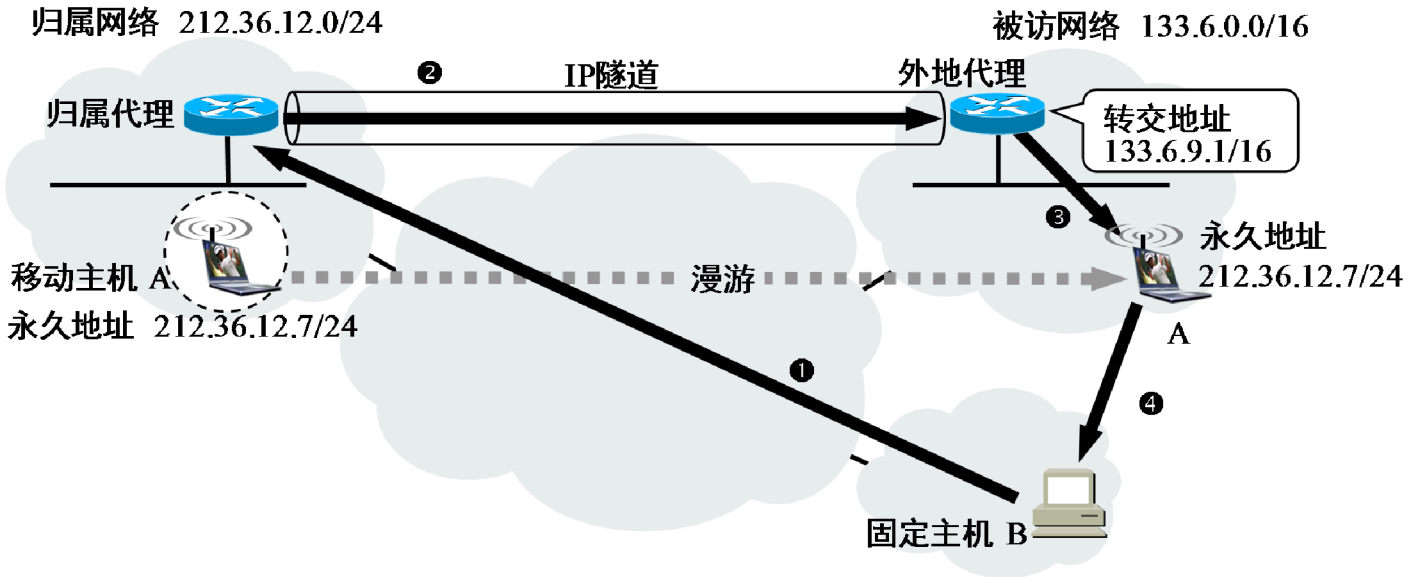 归属网络 212.36.12.0/24
被访网络 133.6.0.0/16
❷
IP隧道
外地代理
归属代理
转交地址
133.6.9.1/16
❸
永久地址
212.36.12.7/24
移动主机 A
漫游
永久地址 212.36.12.7/24
A
❶
❹
固定主机 B